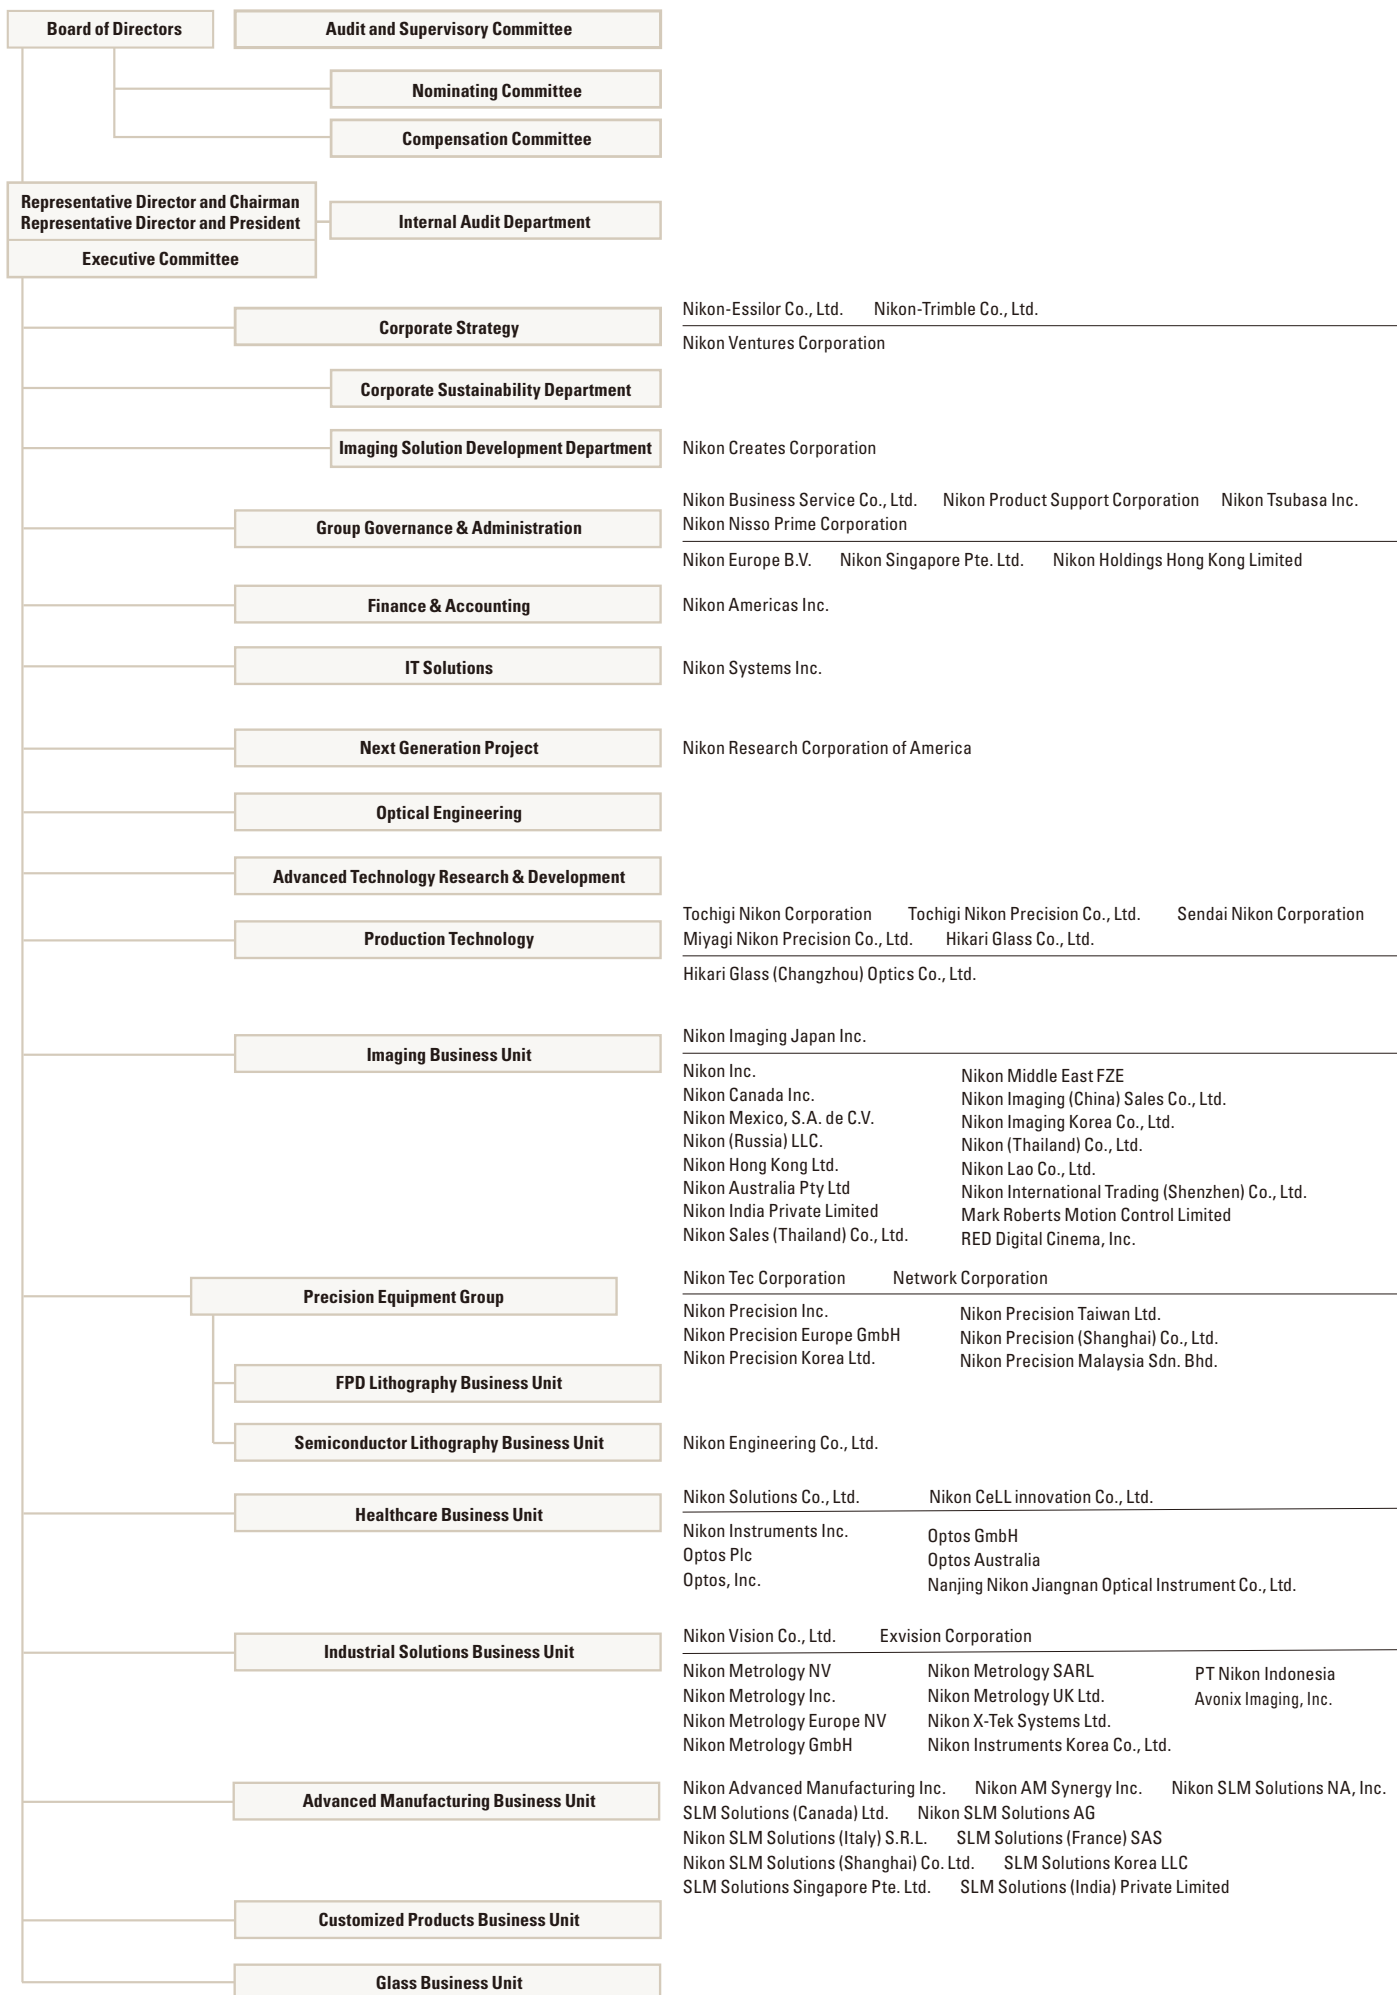 Board of Directors
Audit and Supervisory Committee
Nominating Committee
Compensation Committee
Representative Director and Chairman
Representative Director and President
Internal Audit Department
Executive Committee
Corporate Strategy
Nikon-Essilor Co., Ltd. Nikon-Trimble Co., Ltd.
Nikon Ventures Corporation
Corporate Sustainability Department
Imaging Solution Development Department
Nikon Creates Corporation
Group Governance & Administration
Nikon Business Service Co., Ltd. Nikon Product Support Corporation Nikon Tsubasa Inc.
Nikon Nisso Prime Corporation
Nikon Europe B.V. Nikon Singapore Pte. Ltd. Nikon Holdings Hong Kong Limited
Finance & Accounting
Nikon Americas Inc.
IT Solutions
Nikon Systems Inc.
Next Generation Project
Nikon Research Corporation of America
Optical Engineering
Advanced Technology Research & Development
Production Technology
Tochigi Nikon Corporation Tochigi Nikon Precision Co., Ltd. Sendai Nikon Corporation
Miyagi Nikon Precision Co., Ltd. Hikari Glass Co., Ltd.
Hikari Glass (Changzhou) Optics Co., Ltd.
Imaging Business Unit
Nikon Imaging Japan Inc.
Nikon Inc.
Nikon Canada Inc.
Nikon Mexico, S.A. de C.V.
Nikon (Russia) LLC.
Nikon Hong Kong Ltd.
Nikon Australia Pty Ltd
Nikon India Private Limited
Nikon Sales (Thailand) Co., Ltd.
Nikon Middle East FZE
Nikon Imaging (China) Sales Co., Ltd.
Nikon Imaging Korea Co., Ltd.
Nikon (Thailand) Co., Ltd.
Nikon Lao Co., Ltd.
Nikon International Trading (Shenzhen) Co., Ltd.
Mark Roberts Motion Control Limited
RED Digital Cinema, Inc.
Precision Equipment Group
Nikon Tec Corporation Network Corporation
Nikon Precision Inc.
Nikon Precision Europe GmbH
Nikon Precision Korea Ltd.
Nikon Precision Taiwan Ltd.
Nikon Precision (Shanghai) Co., Ltd.
Nikon Precision Malaysia Sdn. Bhd.
FPD Lithography Business Unit
Semiconductor Lithography Business Unit
Nikon Engineering Co., Ltd.
Healthcare Business Unit
Nikon Solutions Co., Ltd. Nikon CeLL innovation Co., Ltd.
Nikon Instruments Inc.
Optos Plc
Optos, Inc.
Optos GmbH
Optos Australia
Nanjing Nikon Jiangnan Optical Instrument Co., Ltd.
Industrial Solutions Business Unit
Nikon Vision Co., Ltd. Exvision Corporation
Nikon Metrology NV
Nikon Metrology Inc.
Nikon Metrology Europe NV
Nikon Metrology GmbH
Nikon Metrology SARL
Nikon Metrology UK Ltd.
Nikon X-Tek Systems Ltd.
Nikon Instruments Korea Co., Ltd.
PT Nikon Indonesia
Avonix Imaging, Inc.
Advanced Manufacturing Business Unit
Nikon Advanced Manufacturing Inc. Nikon AM Synergy Inc. Nikon SLM Solutions NA, Inc.
SLM Solutions (Canada) Ltd. Nikon SLM Solutions AG
Nikon SLM Solutions (Italy) S.R.L. SLM Solutions (France) SAS
Nikon SLM Solutions (Shanghai) Co. Ltd. SLM Solutions Korea LLC
SLM Solutions Singapore Pte. Ltd. SLM Solutions (India) Private Limited
Customized Products Business Unit
Glass Business Unit